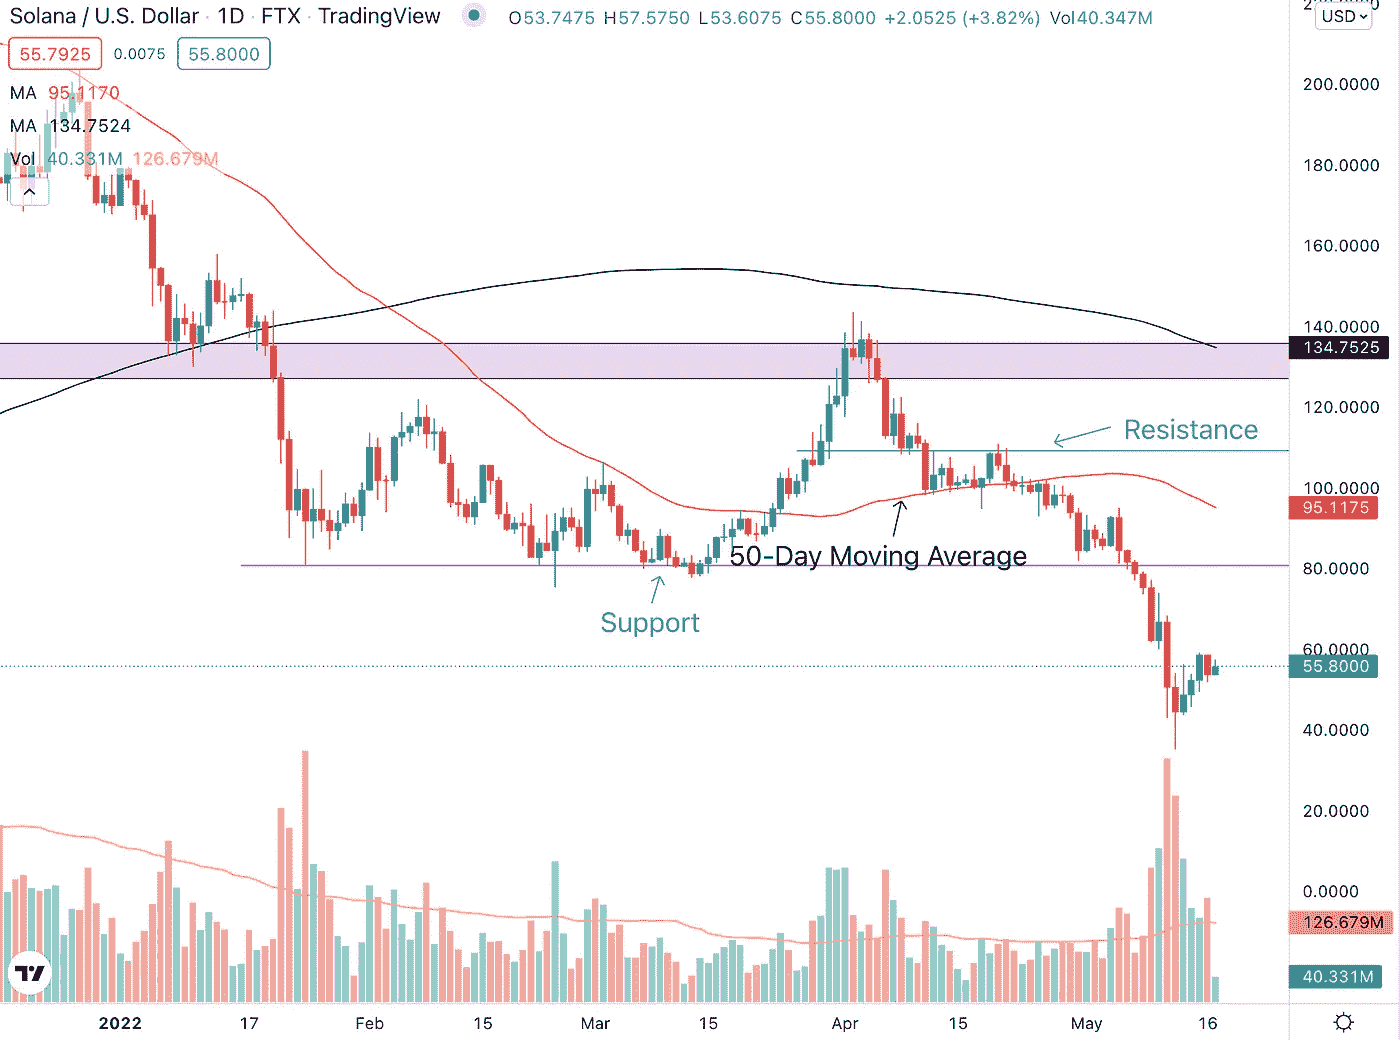 Solana / U.S. Dollar · 1D · FTX · TradingView O53.7475 H57.5750 L53.6075 C55.8000 +2.0525 (+3.82%) Vol40.347M
USD
55.7925 0.0075 55.8000
MA 95.1170
MA 134.7524
Vol 40.331M 126.679M
200.0000
180.0000
160.0000
140.0000
134.7525
120.0000
Resistance
100.0000
95.1175
50-Day Moving Average
80.0000
Support
60.0000
55.8000
40.0000
20.0000
0.0000
126.679M
40.331M
2022 17 Feb 15 Mar 15 Apr 15 May 16